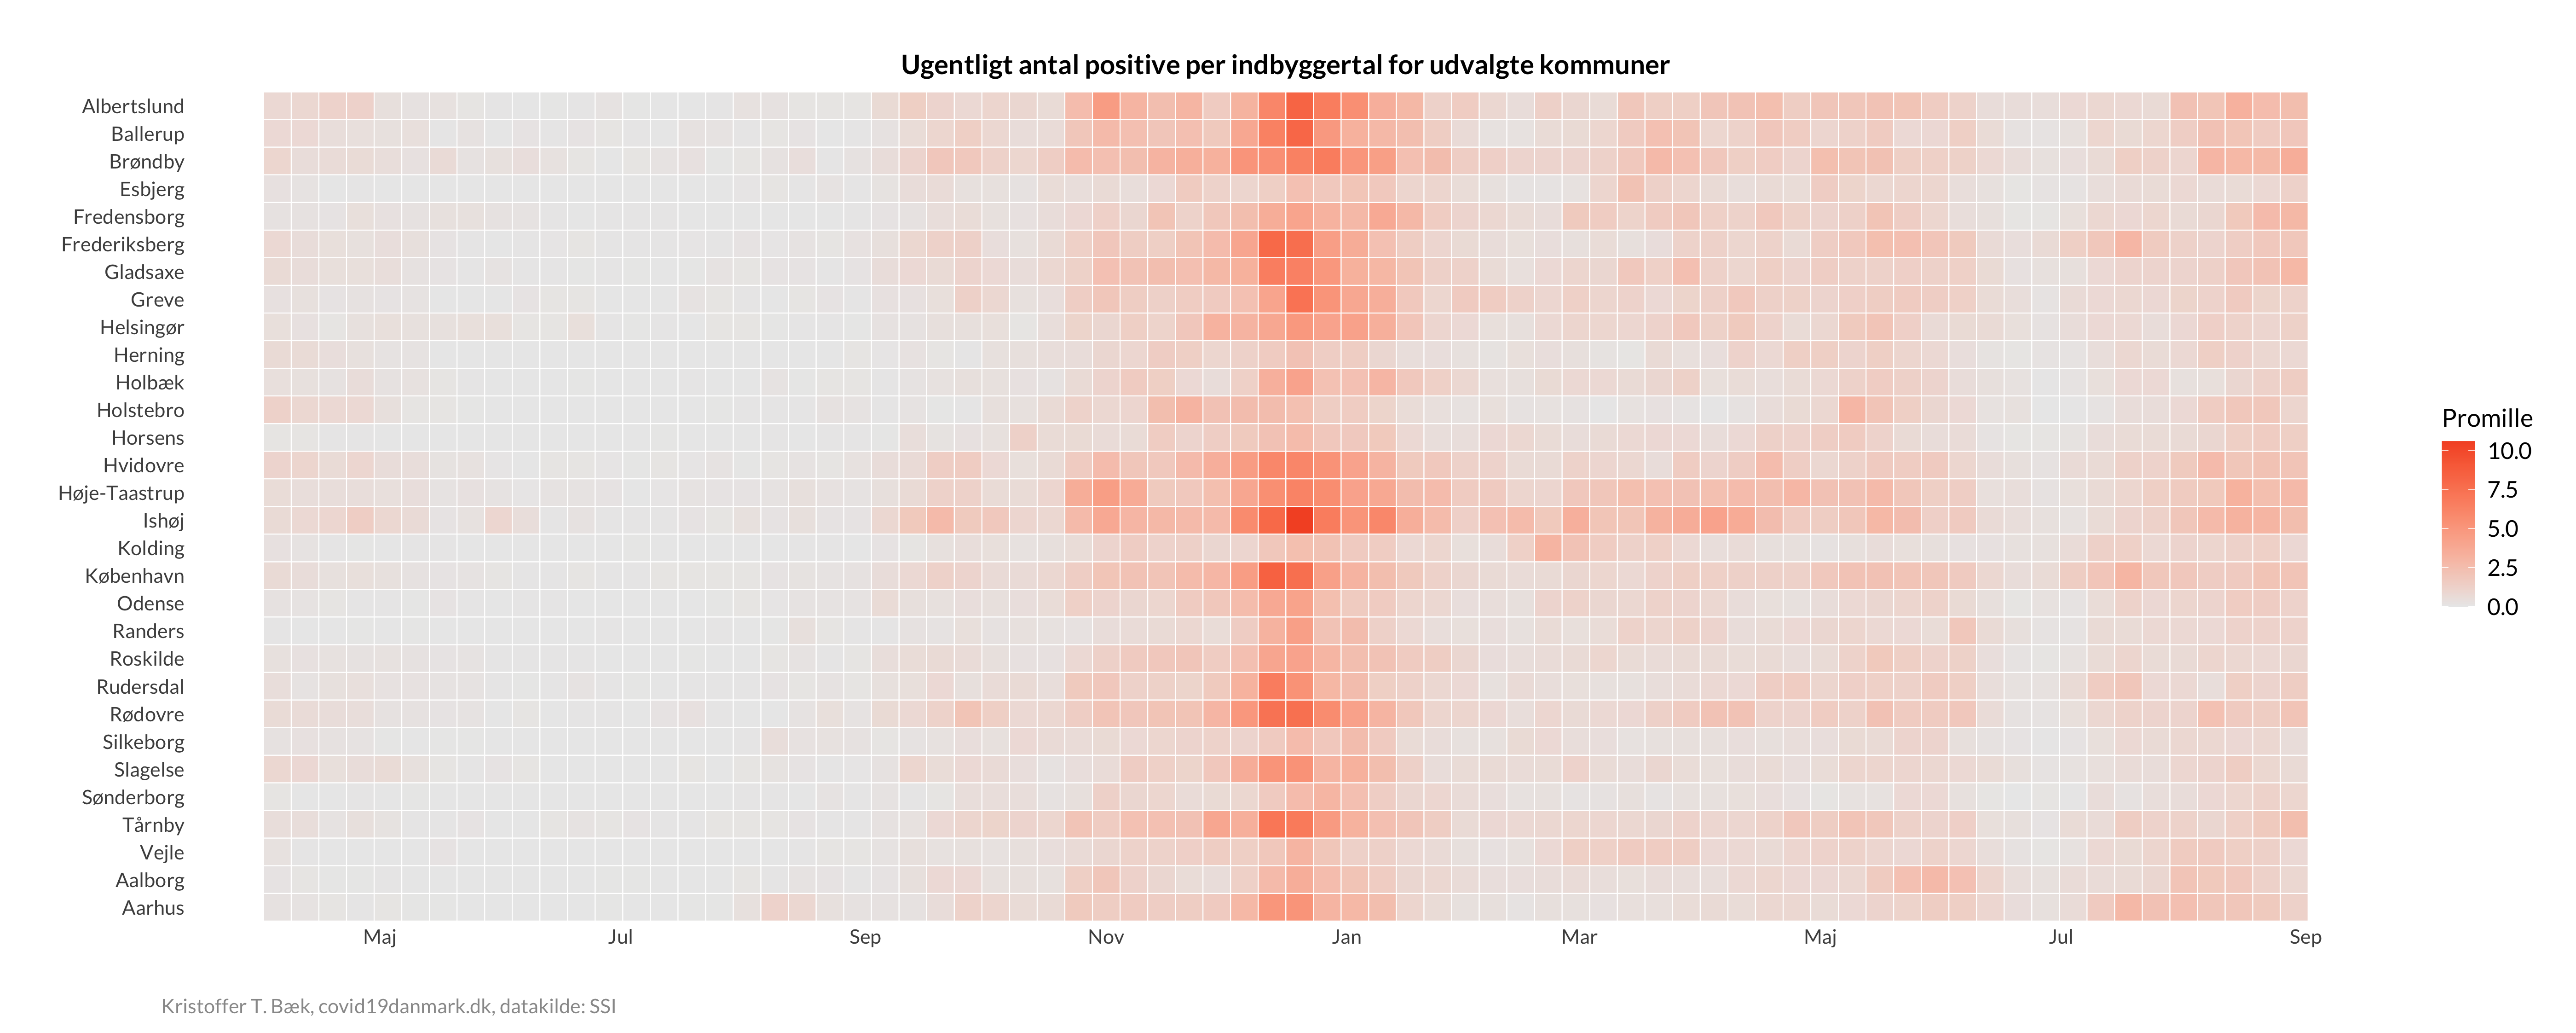 Ugentligt antal positive per indbyggertal for udvalgte kommuner
Albertslund
Ballerup
Brøndby
Esbjerg
Fredensborg
Frederiksberg
Gladsaxe
Greve
Helsingør
Herning
Holbæk
Holstebro
Horsens
Hvidovre
Høje-Taastrup
Ishøj
Kolding
København
Odense
Randers
Roskilde
Rudersdal
Rødovre
Silkeborg
Slagelse
Sønderborg
Tårnby
Vejle
Aalborg
Aarhus
Maj Jul Sep Nov Jan Mar Maj Jul Sep
Promille
10.0
7.5
5.0
2.5
0.0
Kristoffer T. Bæk, covid19danmark.dk, datakilde: SSI